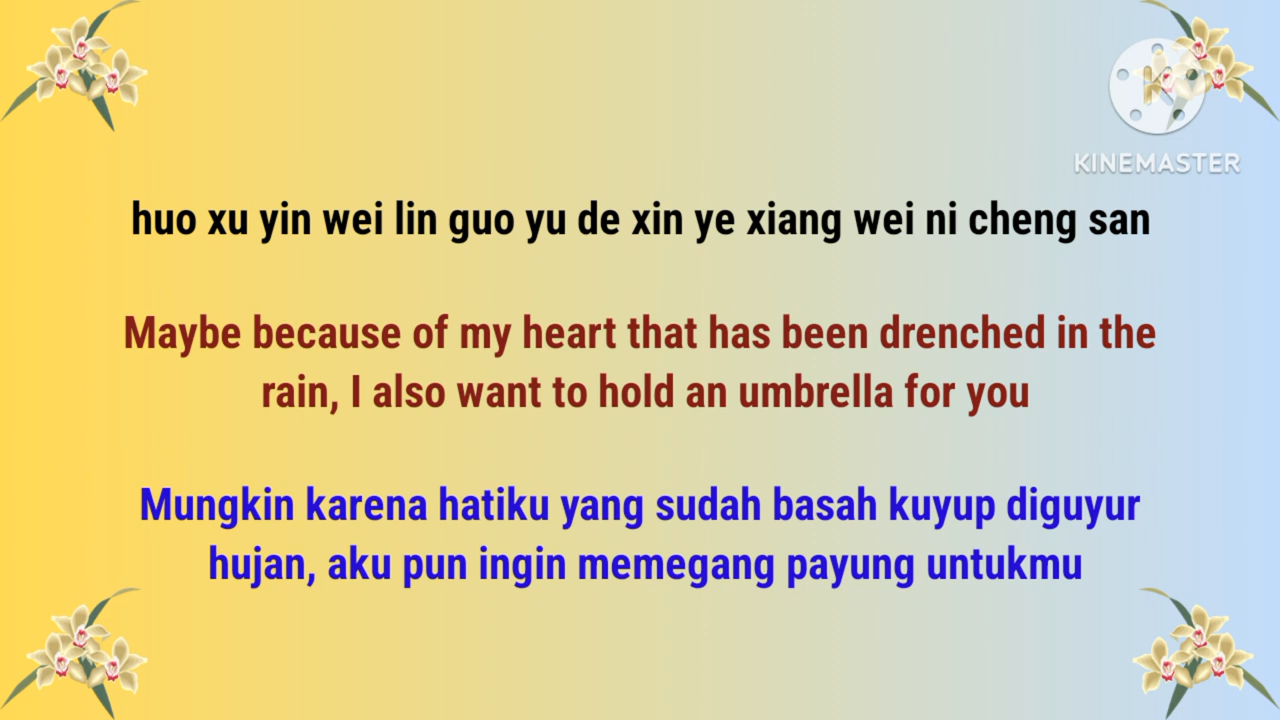 KINEMASTER
huo xu yin wei lin guo yu de xin ye xiang wei ni cheng san
Maybe because of my heart that has been drenched in the
rain, I also want to hold an umbrella for you
Mungkin karena hatiku yang sudah basah kuyup diguyur
hujan, aku pun ingin memegang payung untukmu